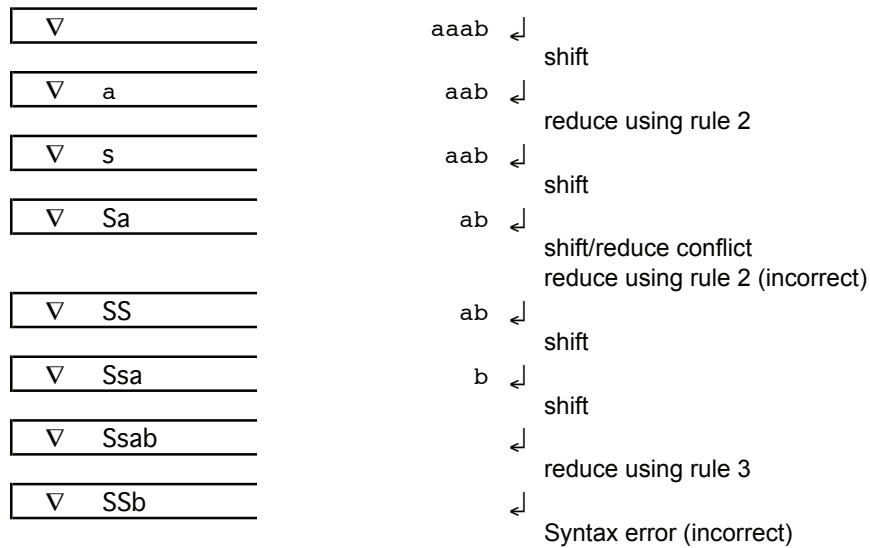 ∇ aaab ↵
shift
∇ a aab ↵
reduce using rule 2
∇ s aab ↵
shift
∇ Sa ab ↵
shift/reduce conflict
reduce using rule 2 (incorrect)
∇ SS ab ↵
shift
∇ Ssa b ↵
shift
∇ Ssab ↵
reduce using rule 3
∇ SSb ↵
Syntax error (incorrect)